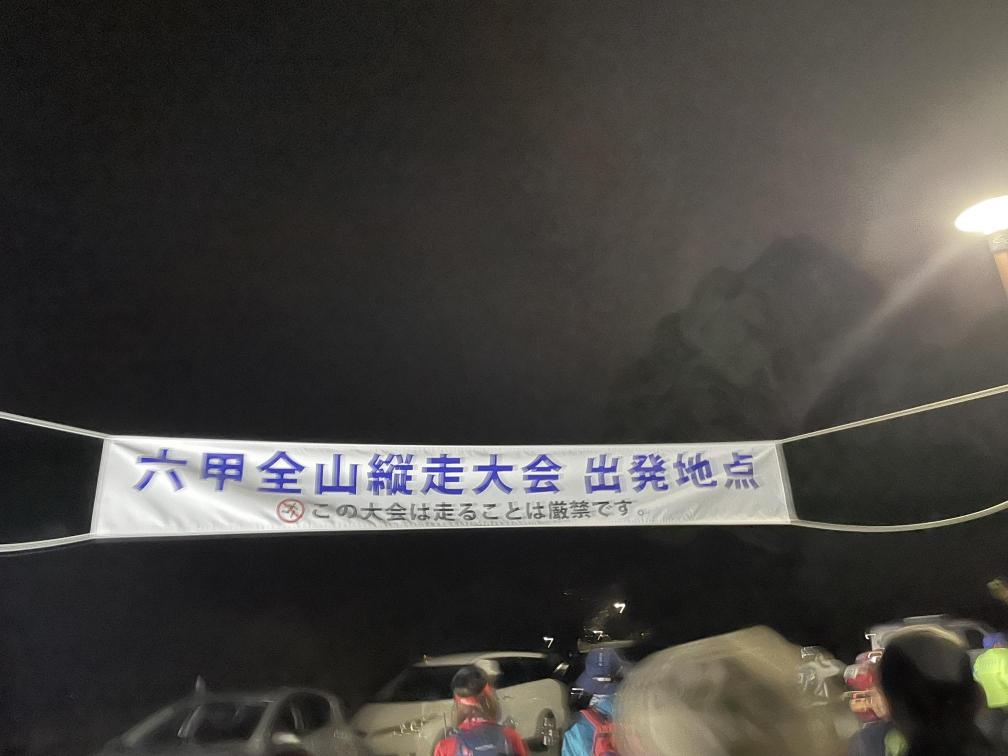 六甲全山縦走大会 出発地点
この大会は走ることは厳禁です。